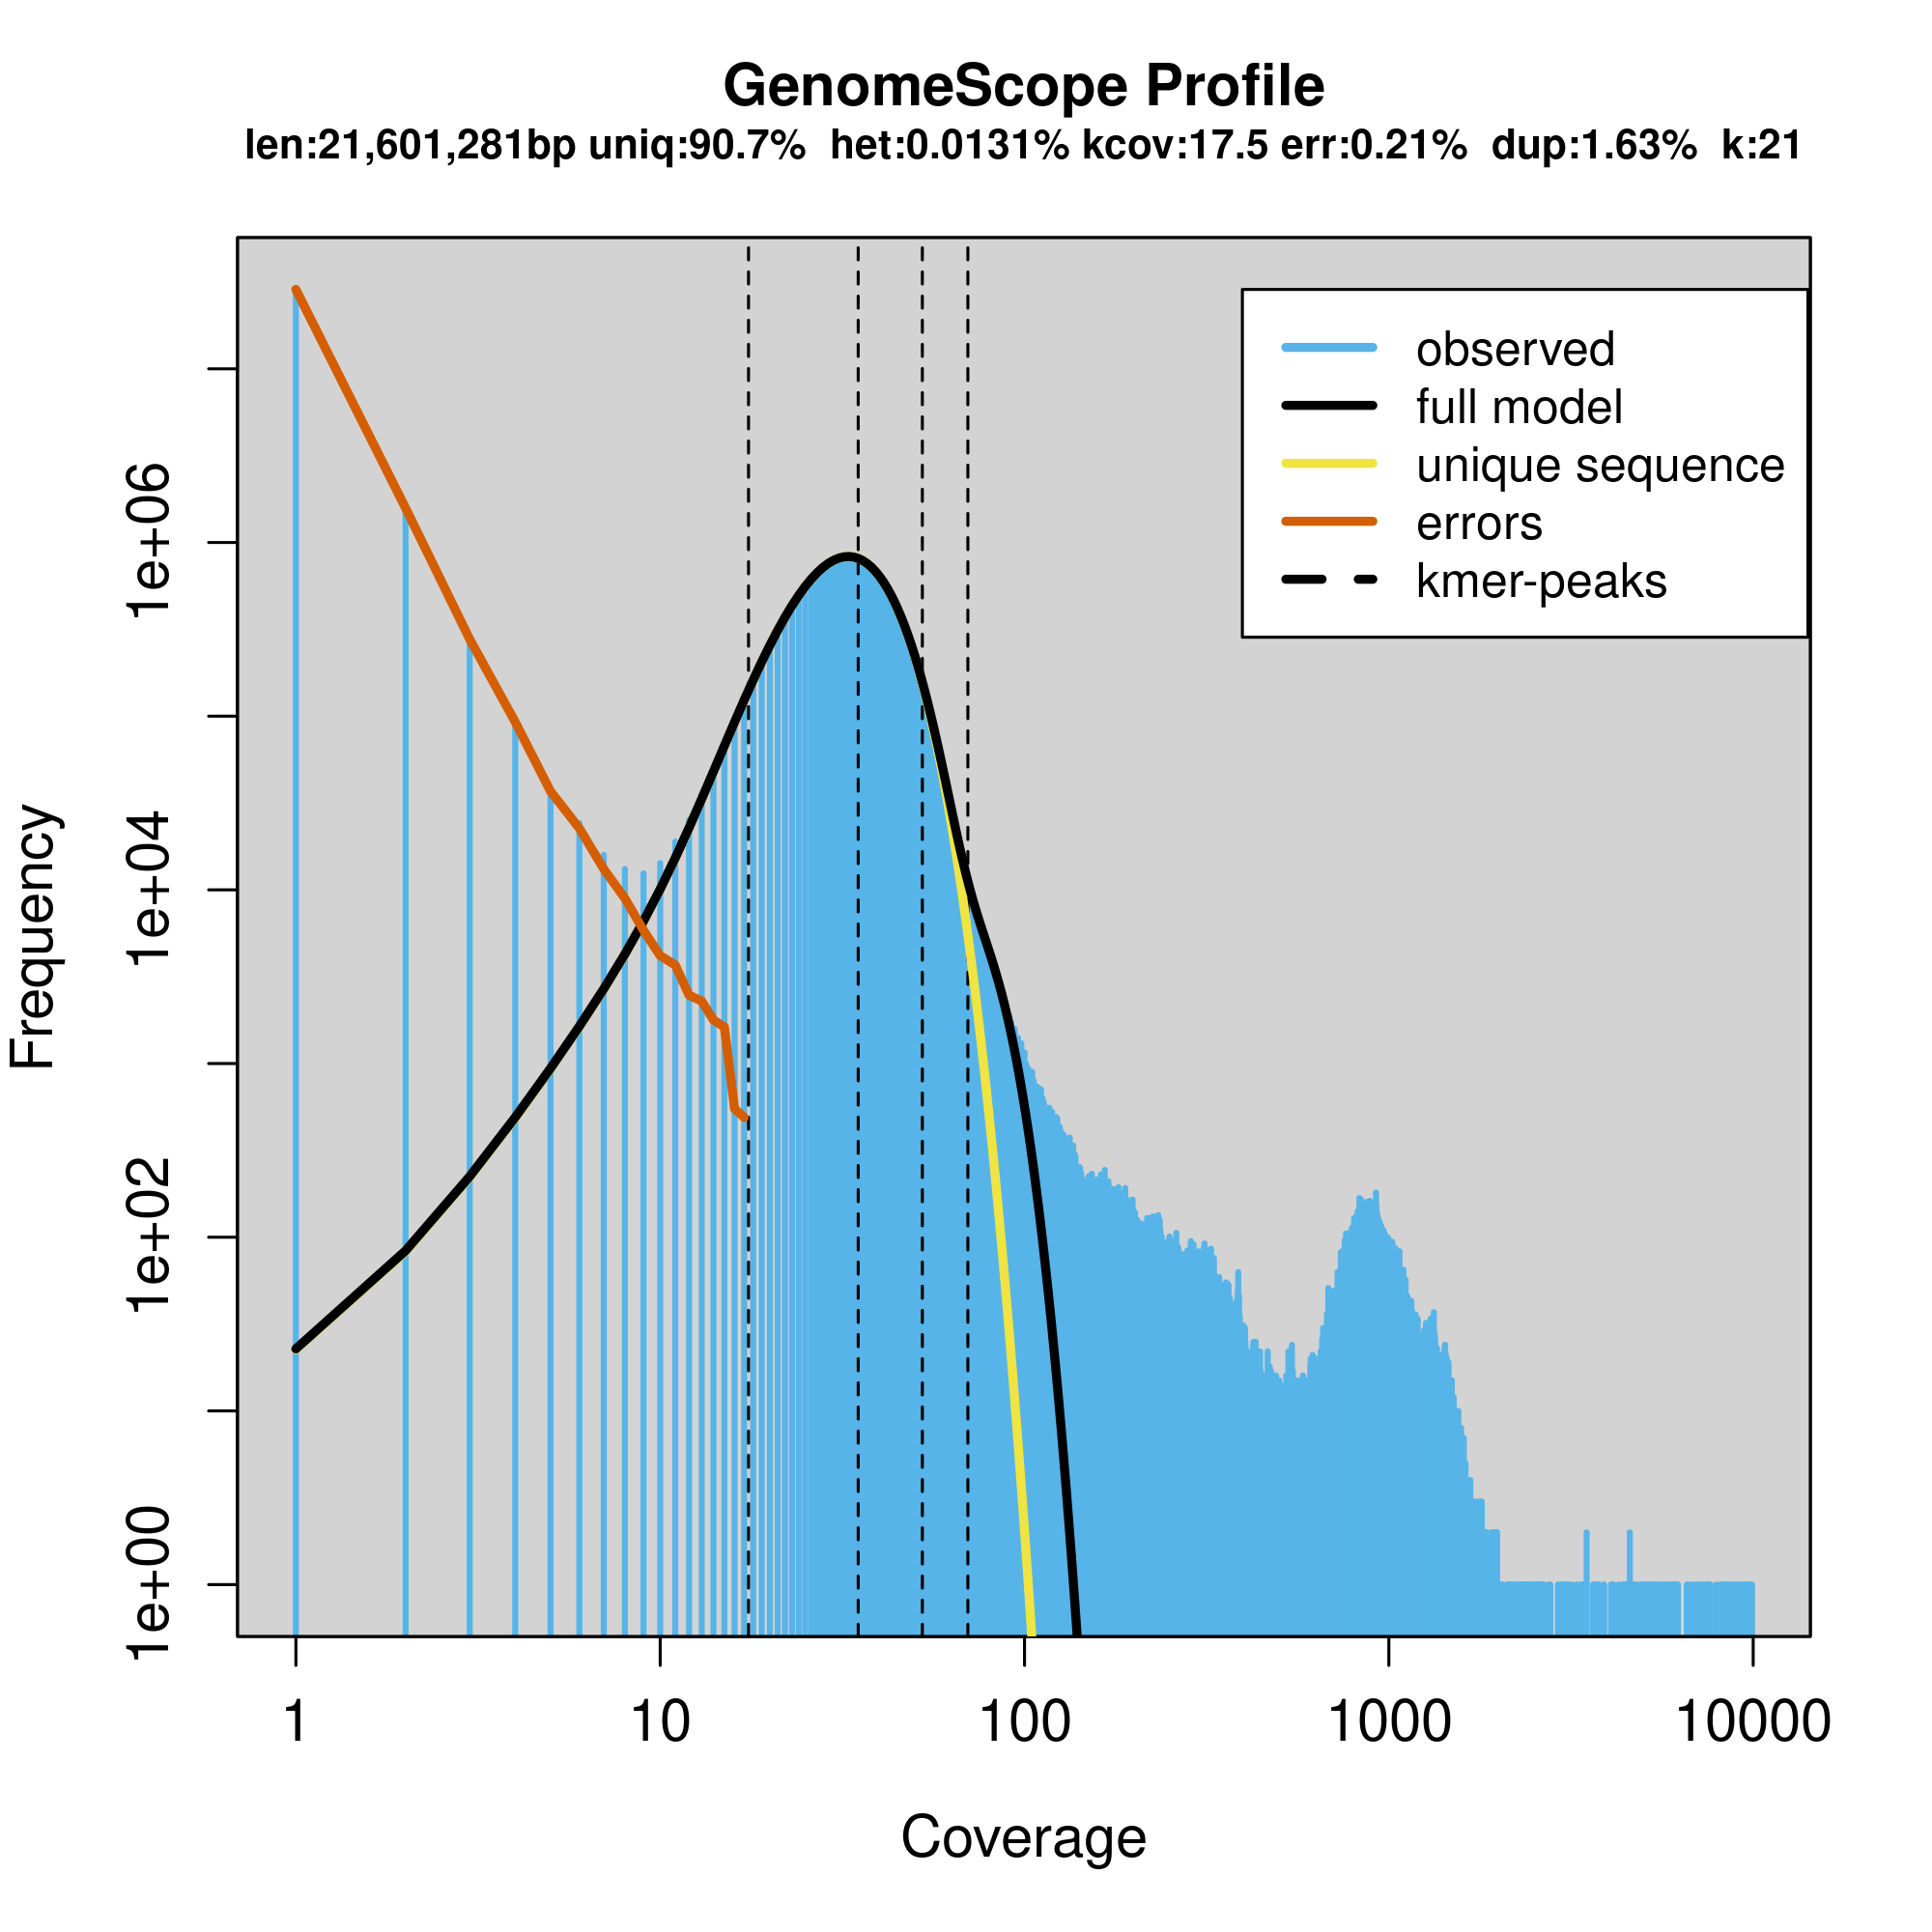 GenomeScope Profile
len:21,601,281bp uniq:90.7% het:0.0131% kcov:17.5 err:0.21% dup:1.63% k:21
observed
full model
unique sequence
errors
kmer-peaks
Frequency
1e+06
1e+04
1e+02
1e+00
1 10 100 1000 10000
Coverage